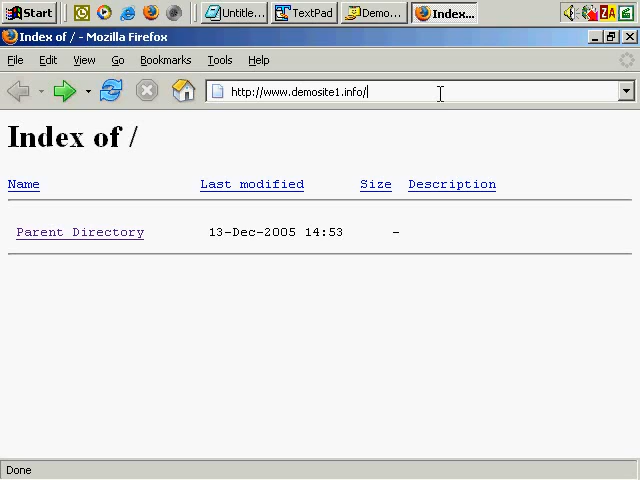 Start Untitle... TextPad Demo... Index... ZA
Index of / - Mozilla Firefox
File Edit View Go Bookmarks Tools Help
http://www.demosite1.info/
Index of /
Name Last modified Size Description
Parent Directory 13-Dec-2005 14:53 -
Done